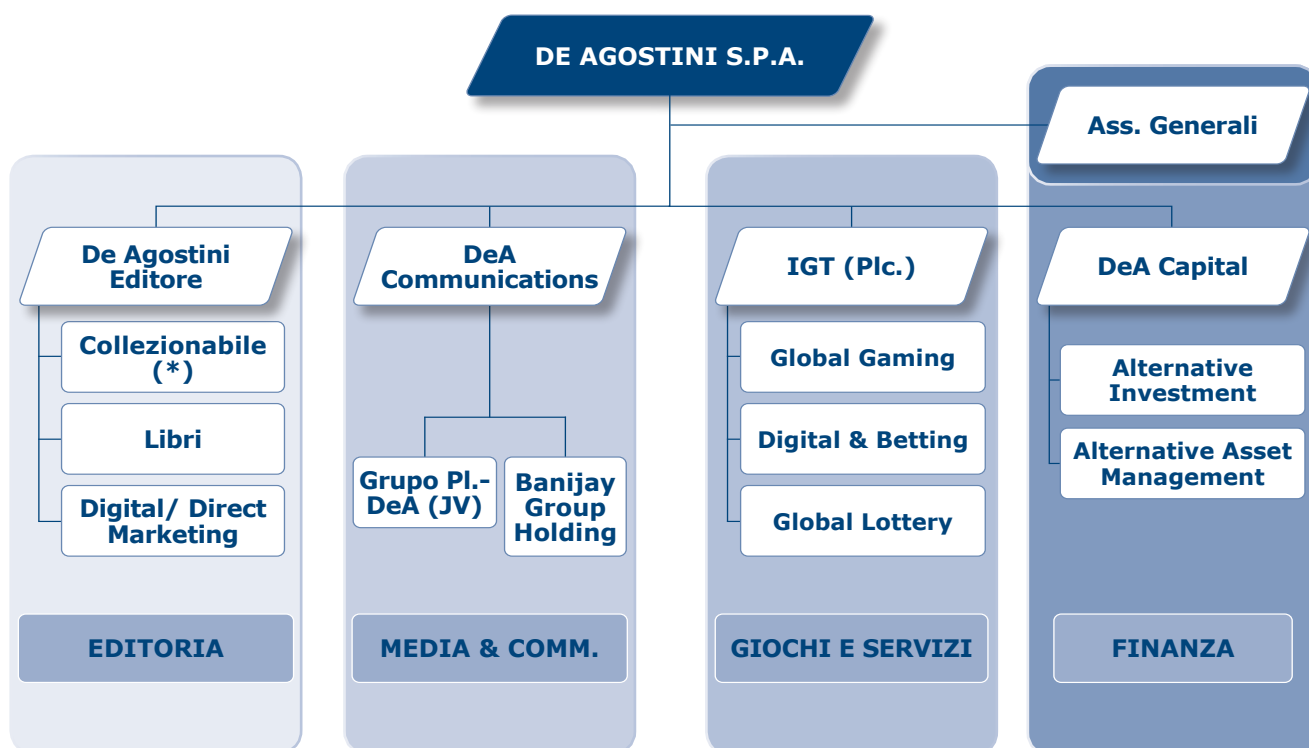 DE AGOSTINI S.P.A.
Ass. Generali
De Agostini
Editore
DeA
Communications
IGT (Plc.)
DeA Capital
Collezionabile
(*)
Libri
Digital/ Direct
Marketing
Grupo Pl.-
DeA (JV)
Banijay
Group
Holding
Global Gaming
Digital & Betting
Global Lottery
Alternative
Investment
Alternative Asset
Management
EDITORIA
MEDIA & COMM.
GIOCHI E SERVIZI
FINANZA